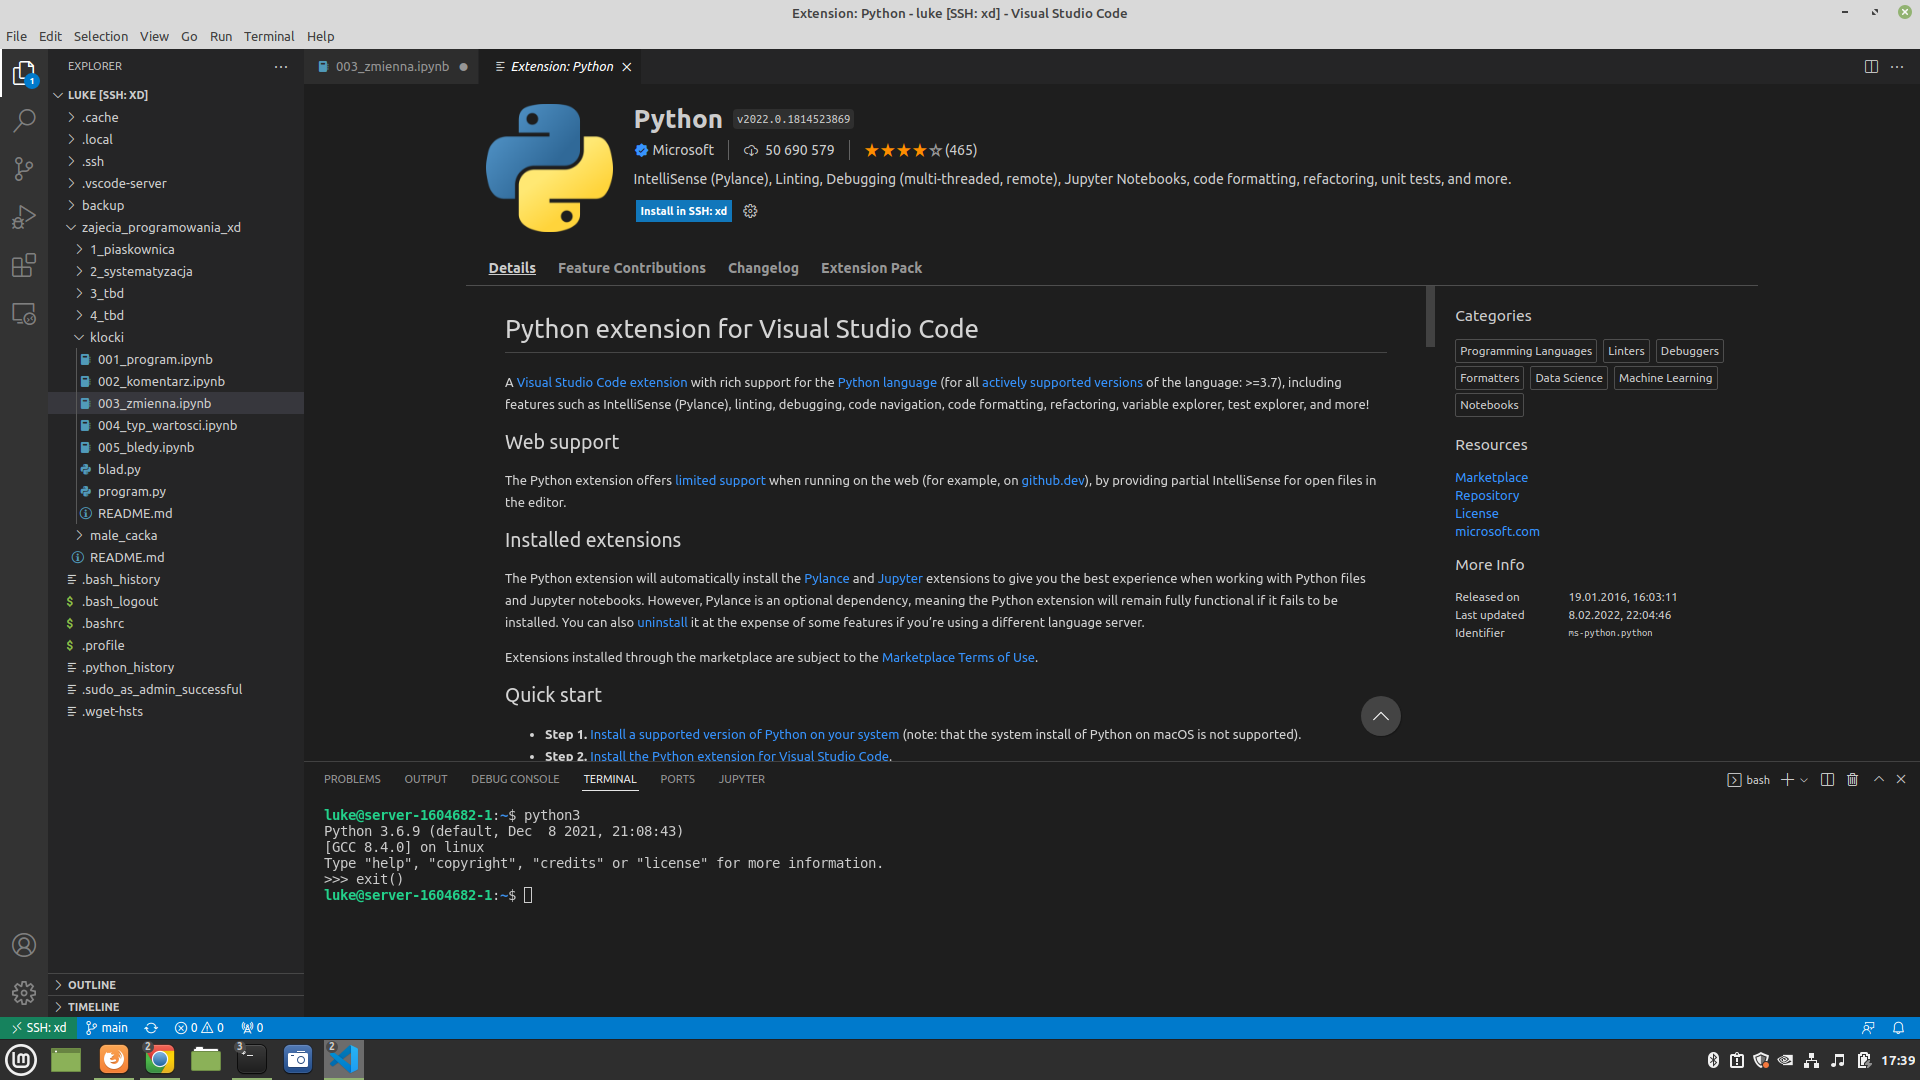 Extension: Python - luke [SSH: xd] - Visual Studio Code
File Edit Selection View Go Run Terminal Help
EXPLORER
003_zmienna.ipynb
Extension: Python
1
LUKE [SSH: XD]
.cache
.local
.ssh
.vscode-server
backup
zajecia_programowania_xd
1_piaskownica
2_systematyzacja
3_tbd
4_tbd
klocki
001_program.ipynb
002_komentarz.ipynb
003_zmienna.ipynb
004_typ_wartosci.ipynb
005_bledy.ipynb
blad.py
program.py
README.md
male_cacka
README.md
.bash_history
.bash_logout
.bashrc
.profile
.python_history
.sudo_as_admin_successful
.wget-hsts
OUTLINE
TIMELINE
Python v2022.0.1814523869
Microsoft 50 690 579 (465)
IntelliSense (Pylance), Linting, Debugging (multi-threaded, remote), Jupyter Notebooks, code formatting, refactoring, unit tests, and more.
Install in SSH: xd
Details Feature Contributions Changelog Extension Pack
Python extension for Visual Studio Code
A Visual Studio Code extension with rich support for the Python language (for all actively supported versions of the language: >=3.7), including
features such as IntelliSense (Pylance), linting, debugging, code navigation, code formatting, refactoring, variable explorer, test explorer, and more!
Web support
The Python extension offers limited support when running on the web (for example, on github.dev), by providing partial IntelliSense for open files in
the editor.
Installed extensions
The Python extension will automatically install the Pylance and Jupyter extensions to give you the best experience when working with Python files
and Jupyter notebooks. However, Pylance is an optional dependency, meaning the Python extension will remain fully functional if it fails to be
installed. You can also uninstall it at the expense of some features if you're using a different language server.
Extensions installed through the marketplace are subject to the Marketplace Terms of Use.
Quick start
• Step 1. Install a supported version of Python on your system (note: that the system install of Python on macOS is not supported).
• Step 2. Install the Python extension for Visual Studio Code.
Categories
Programming Languages Linters Debuggers
Formatters Data Science Machine Learning
Notebooks
Resources
Marketplace
Repository
License
microsoft.com
More Info
Released on 19.01.2016, 16:03:11
Last updated 8.02.2022, 22:04:46
Identifier ms-python.python
PROBLEMS OUTPUT DEBUG CONSOLE TERMINAL PORTS JUPYTER
bash
luke@server-1604682-1:~$ python3
Python 3.6.9 (default, Dec  8 2021, 21:08:43)
[GCC 8.4.0] on linux
Type "help", "copyright", "credits" or "license" for more information.
>>> exit()
luke@server-1604682-1:~$
SSH: xd main 0 0 0
2 3 2
17:39